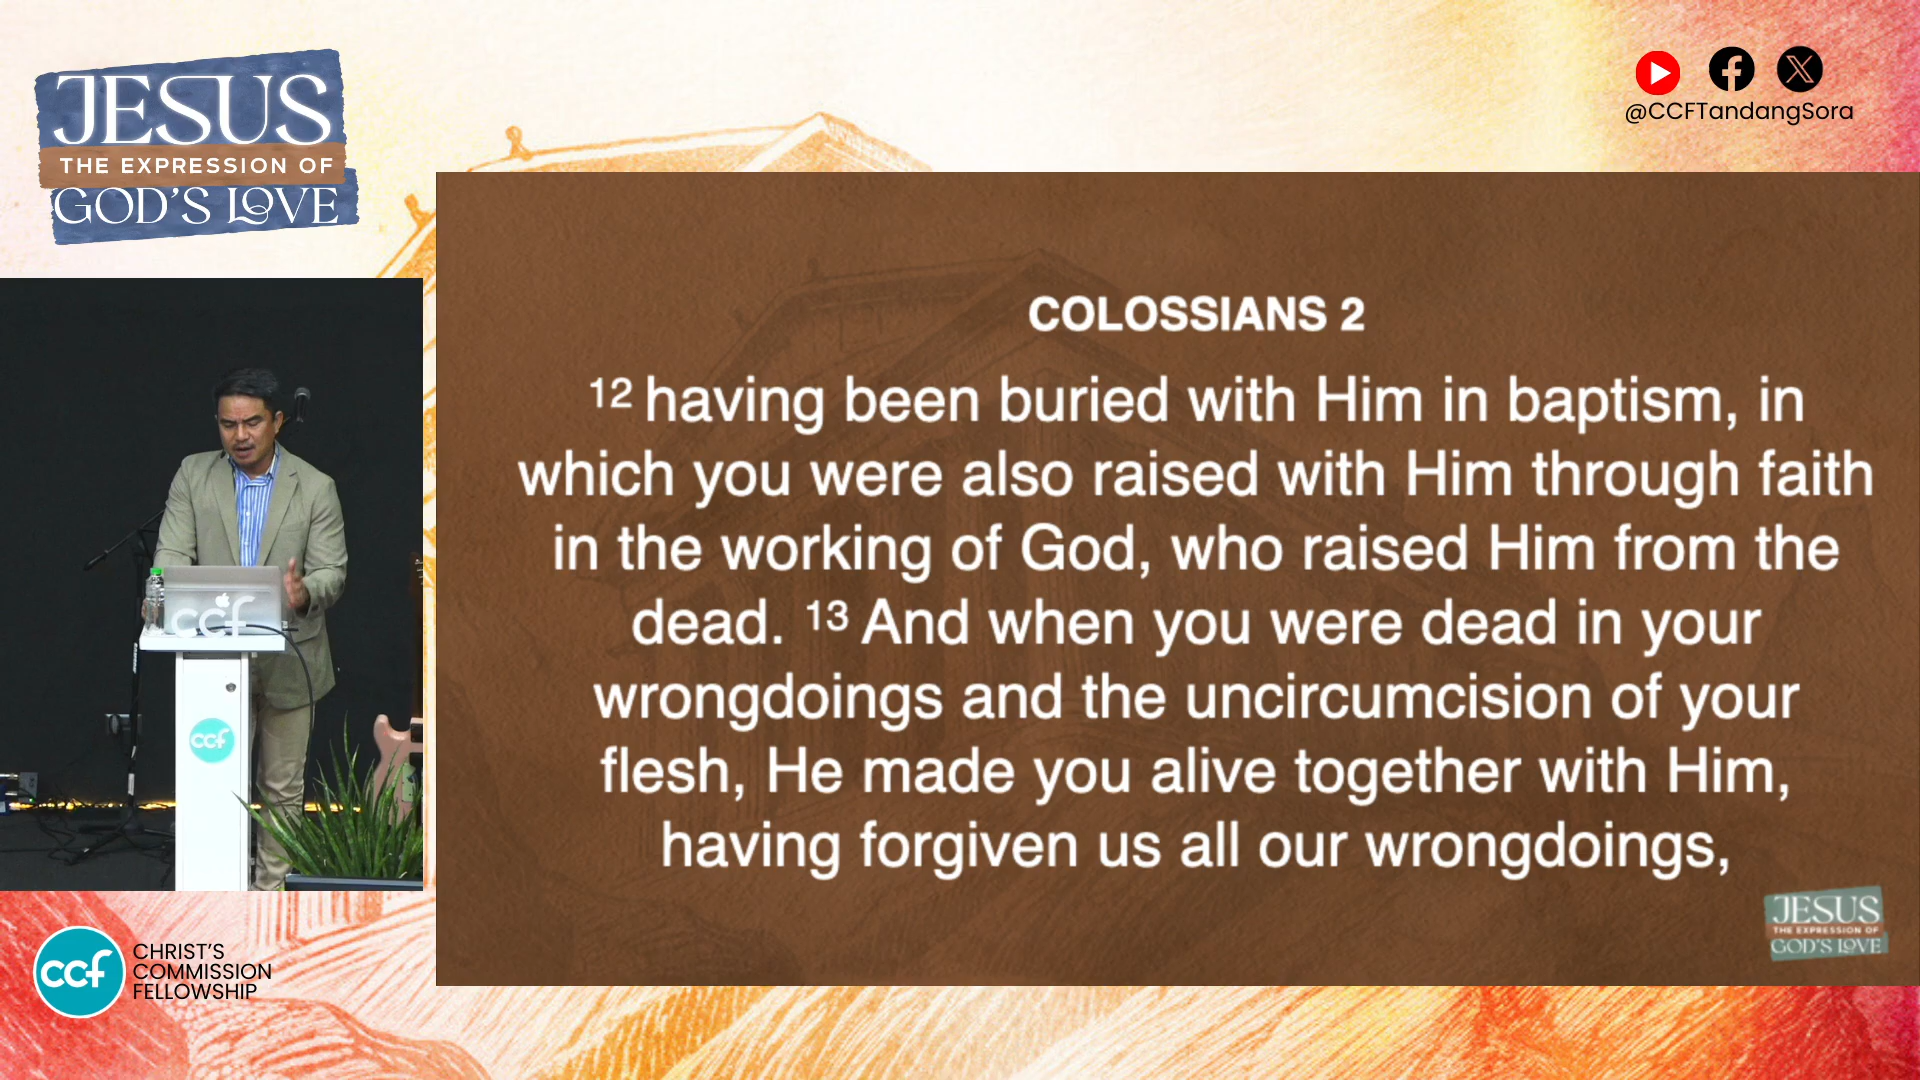 JESUS
THE EXPRESSION OF
GOD'S LOVE
@CCFTandangSora
COLOSSIANS 2
12 having been buried with Him in baptism, in
which you were also raised with Him through faith
in the working of God, who raised Him from the
dead. 13 And when you were dead in your
wrongdoings and the uncircumcision of your
flesh, He made you alive together with Him,
having forgiven us all our wrongdoings,
JESUS
THE EXPRESSION OF
GOD'S LOVE
ccf
ccf
ccf
CHRIST'S
COMMISSION
FELLOWSHIP